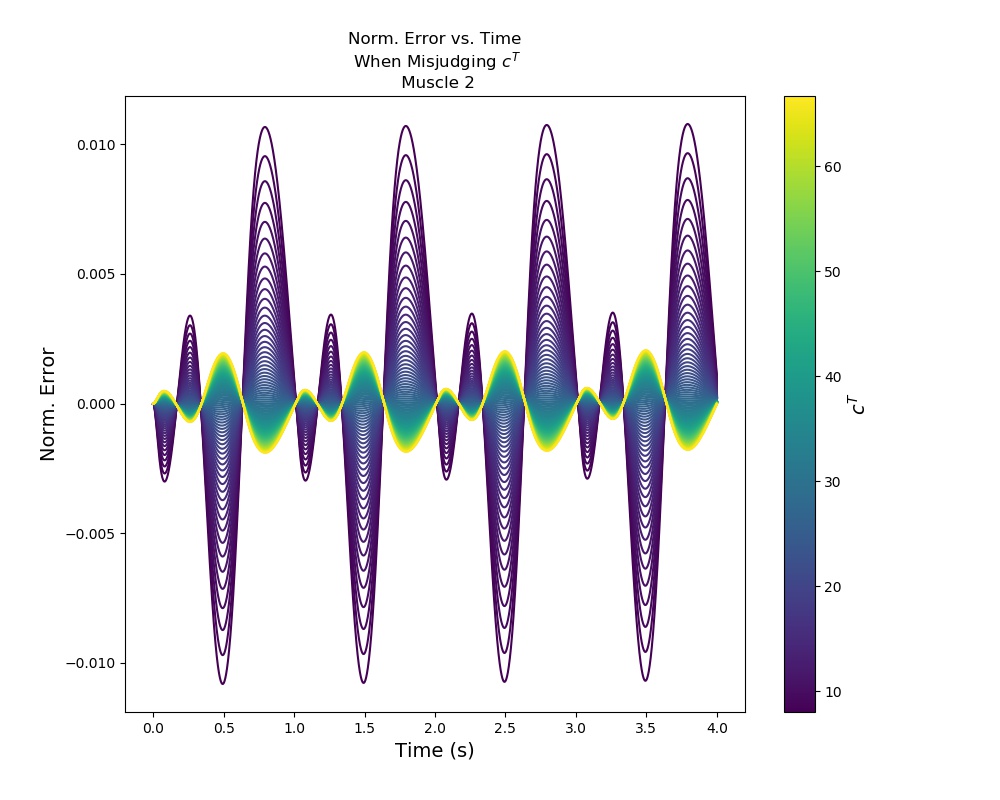 Norm. Error vs. Time
When Misjudging c^T
Muscle 2
0.010
0.005
0.000
−0.005
−0.010
Norm. Error
0.0 0.5 1.0 1.5 2.0 2.5 3.0 3.5 4.0
Time (s)
60
50
40
30
20
10
c^T